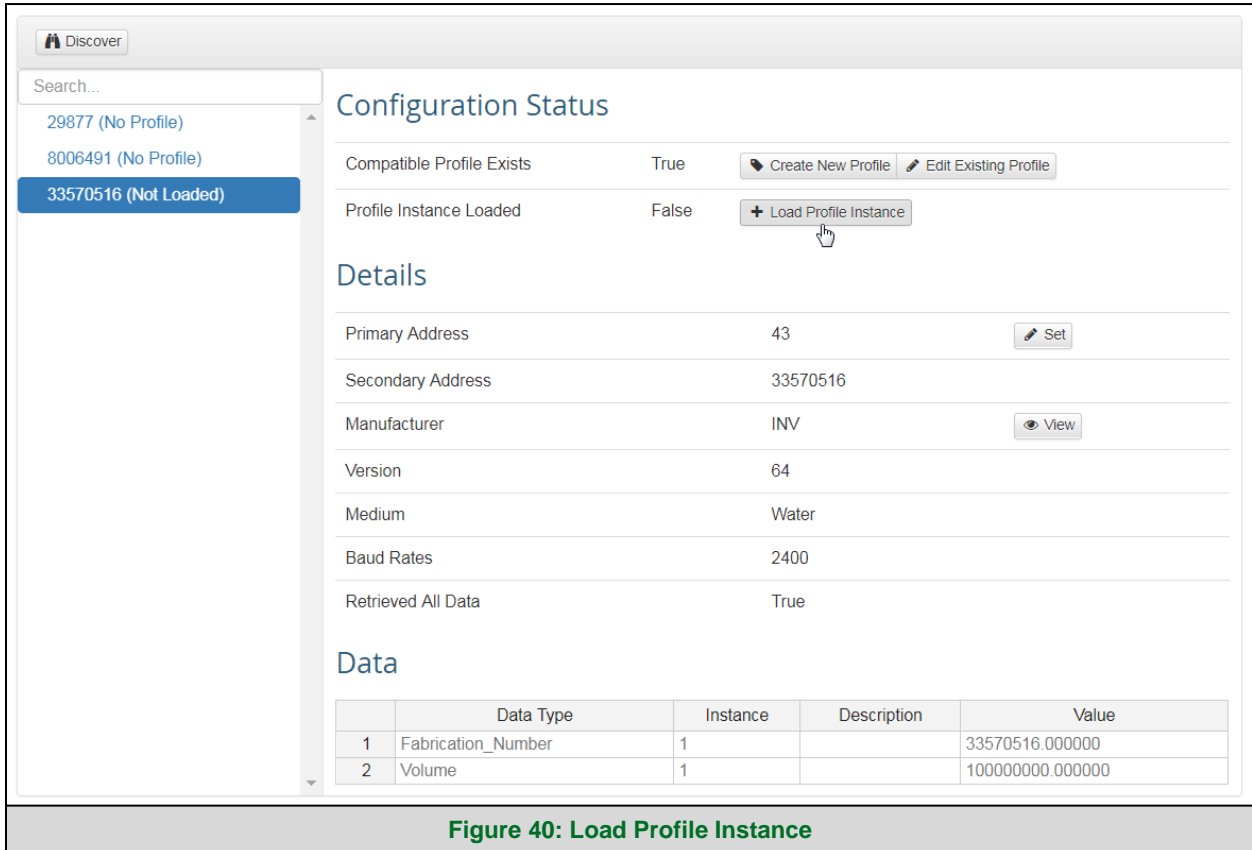 Discover
Search...
29877 (No Profile)
8006491 (No Profile)
33570516 (Not Loaded)
Configuration Status
Compatible Profile Exists True Create New Profile Edit Existing Profile
Profile Instance Loaded False Load Profile Instance
Details
Primary Address 43 Set
Secondary Address 33570516
Manufacturer INV View
Version 64
Medium Water
Baud Rates 2400
Retrieved All Data True
Data
Data Type Instance Description Value
1 Fabrication_Number 1 33570516.000000
2 Volume 1 100000000.000000
Figure 40: Load Profile Instance